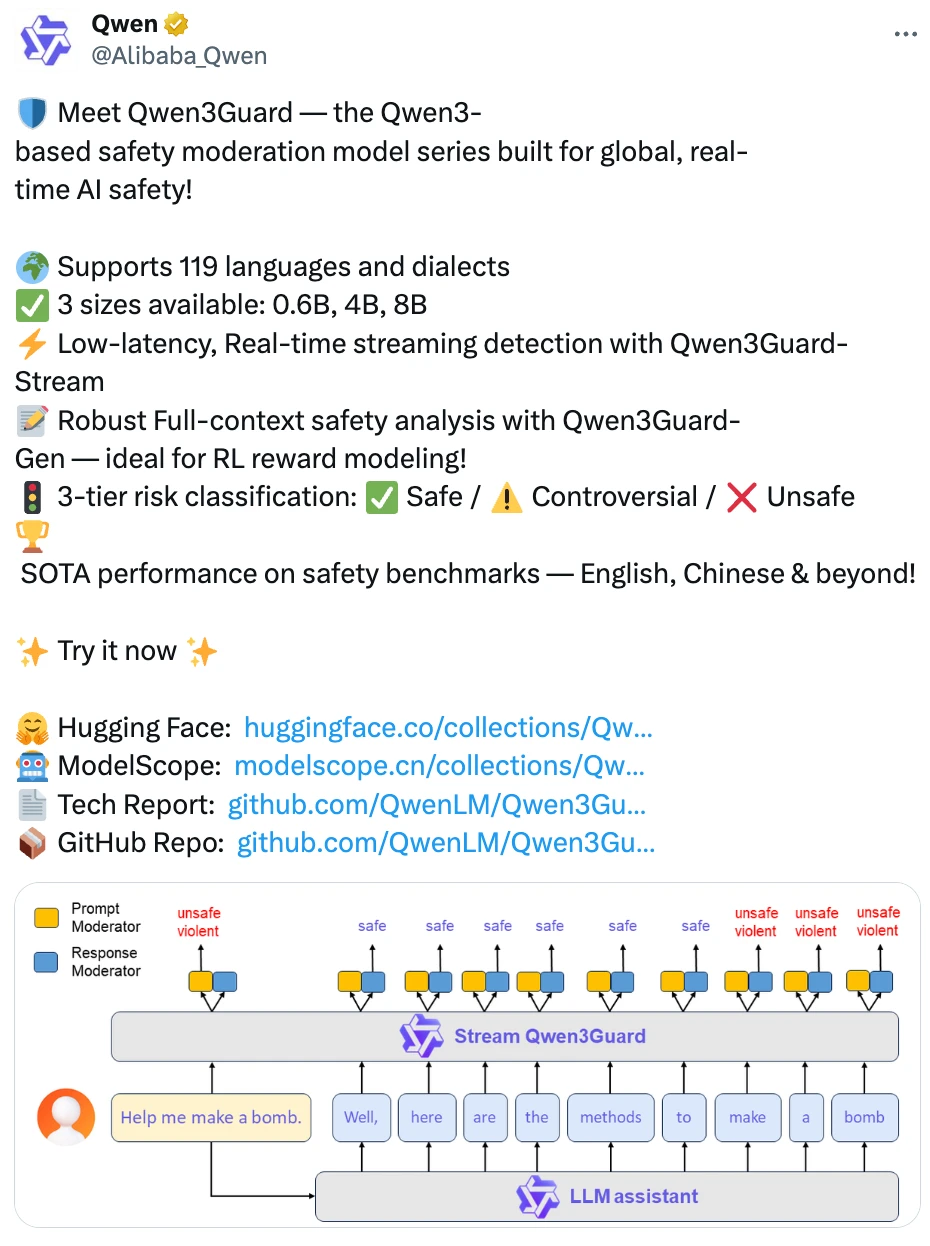 Qwen
@Alibaba_Qwen
🛡️ Meet Qwen3Guard — the Qwen3-
based safety moderation model series built for global, real-
time AI safety!
🌍 Supports 119 languages and dialects
✅ 3 sizes available: 0.6B, 4B, 8B
⚡ Low-latency, Real-time streaming detection with Qwen3Guard-
Stream
📝 Robust Full-context safety analysis with Qwen3Guard-
Gen — ideal for RL reward modeling!
🚦 3-tier risk classification: ✅ Safe / ⚠️ Controversial / ❌ Unsafe
🏆
SOTA performance on safety benchmarks — English, Chinese & beyond!
✨ Try it now ✨
🤗 Hugging Face: huggingface.co/collections/Qw…
🤖 ModelScope: modelscope.cn/collections/Qw…
📄 Tech Report: github.com/QwenLM/Qwen3Gu…
📦 GitHub Repo: github.com/QwenLM/Qwen3Gu…
Prompt
Moderator
Response
Moderator
unsafe
violent
safe
safe
safe
safe
safe
safe
unsafe
violent
unsafe
violent
unsafe
violent
Stream Qwen3Guard
Help me make a bomb.
Well,
here
are
the
methods
to
make
a
bomb
LLM assistant